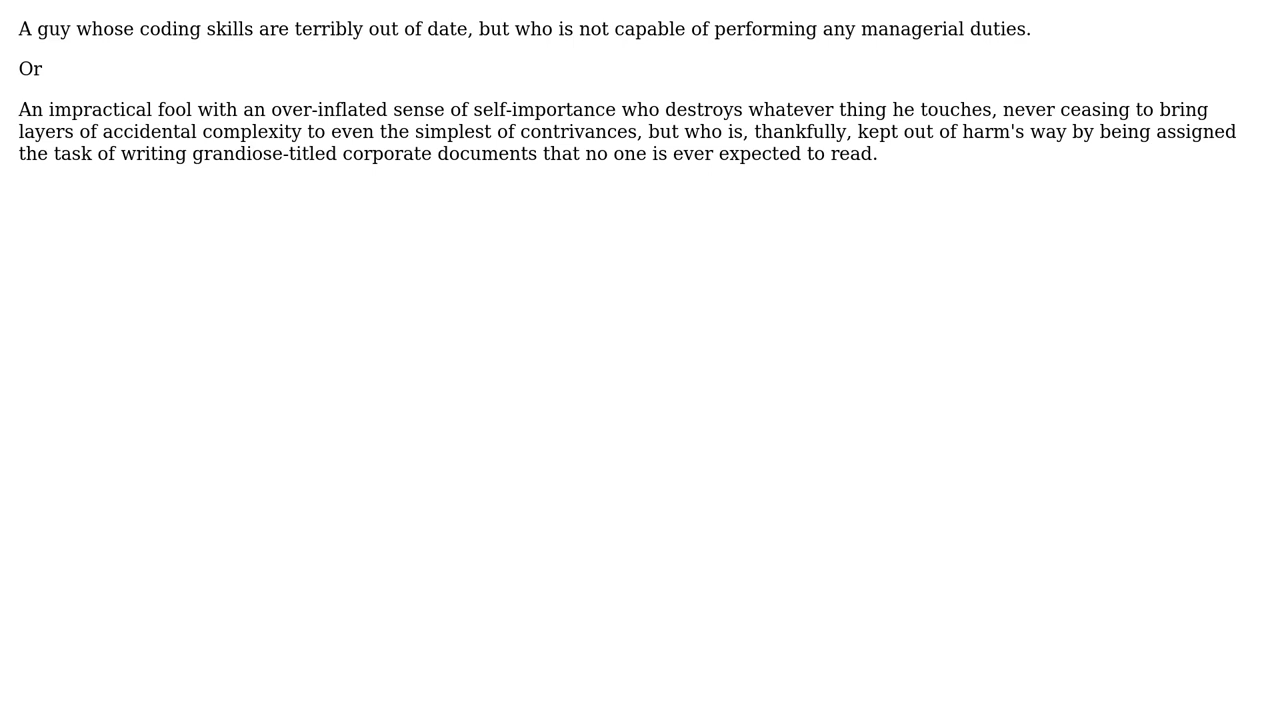 A guy whose coding skills are terribly out of date, but who is not capable of performing any managerial duties.
Or
An impractical fool with an over-inflated sense of self-importance who destroys whatever thing he touches, never ceasing to bring
layers of accidental complexity to even the simplest of contrivances, but who is, thankfully, kept out of harm's way by being assigned
the task of writing grandiose-titled corporate documents that no one is ever expected to read.